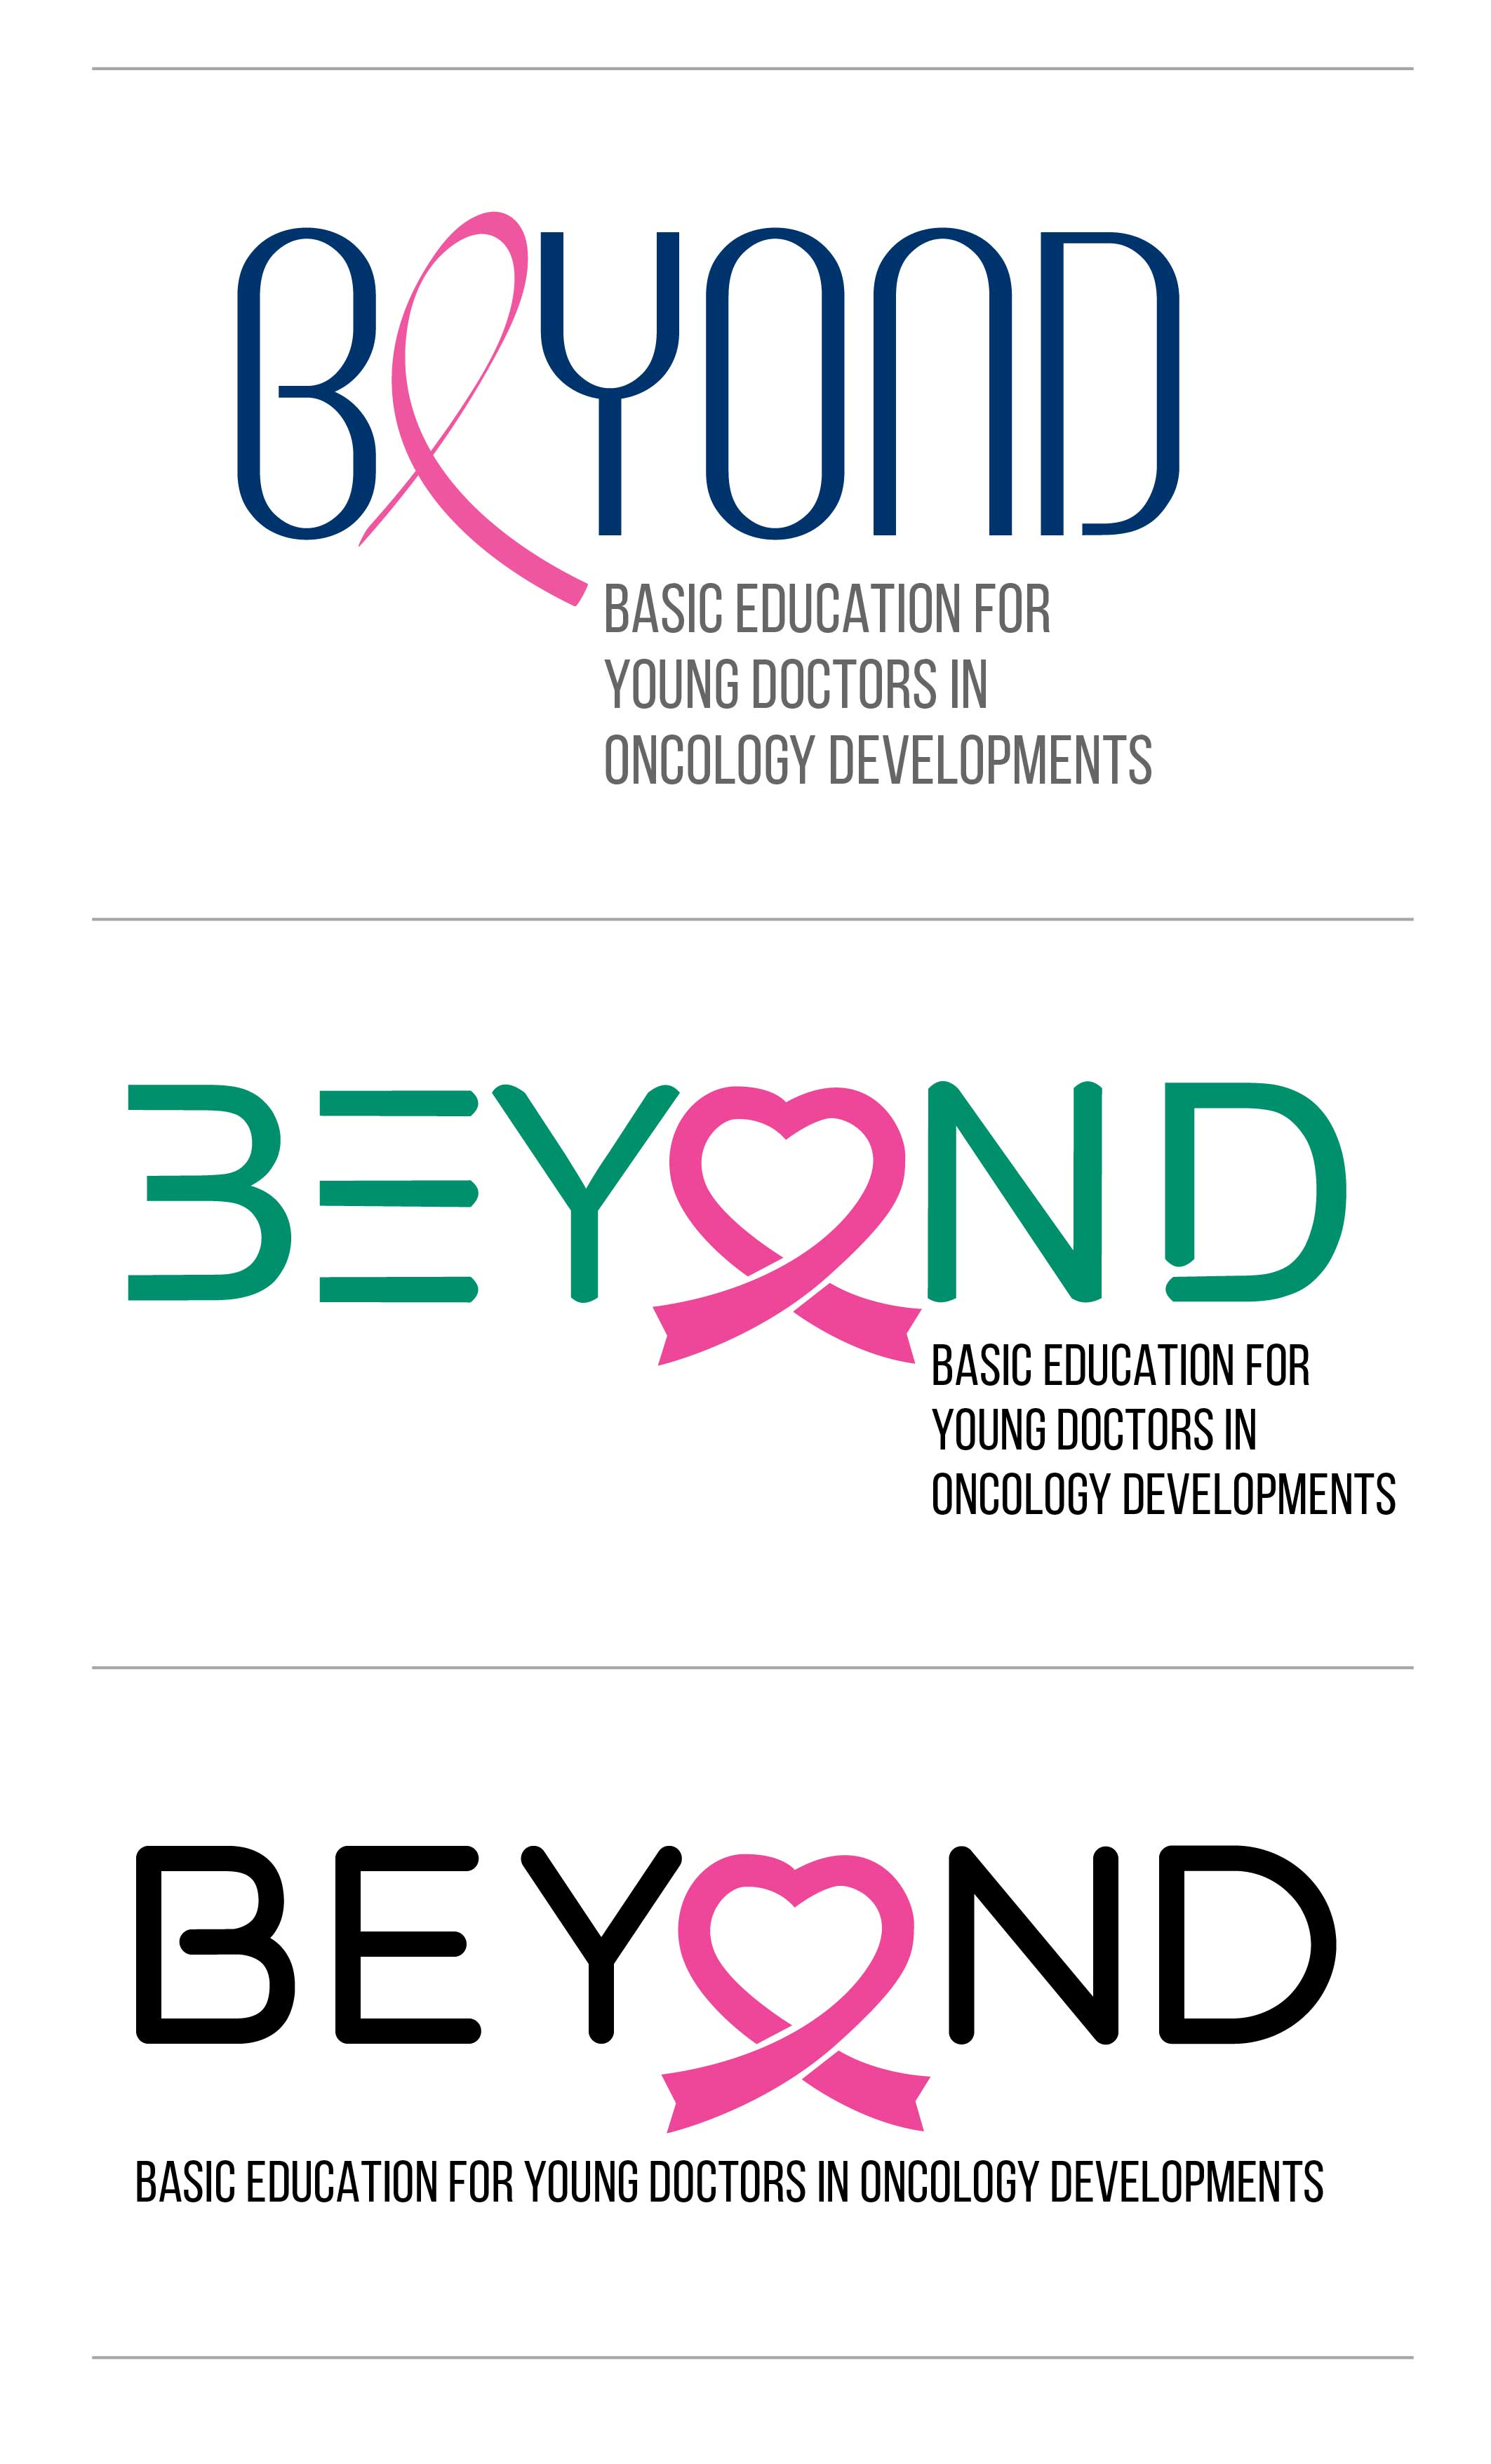 BEYOND
BASIC EDUCATION FOR
YOUNG DOCTORS IN
ONCOLOGY DEVELOPMENTS
BEYOND
BASIC EDUCATION FOR
YOUNG DOCTORS IN
ONCOLOGY DEVELOPMENTS
BEYOND
BASIC EDUCATION FOR YOUNG DOCTORS IN ONCOLOGY DEVELOPMENTS